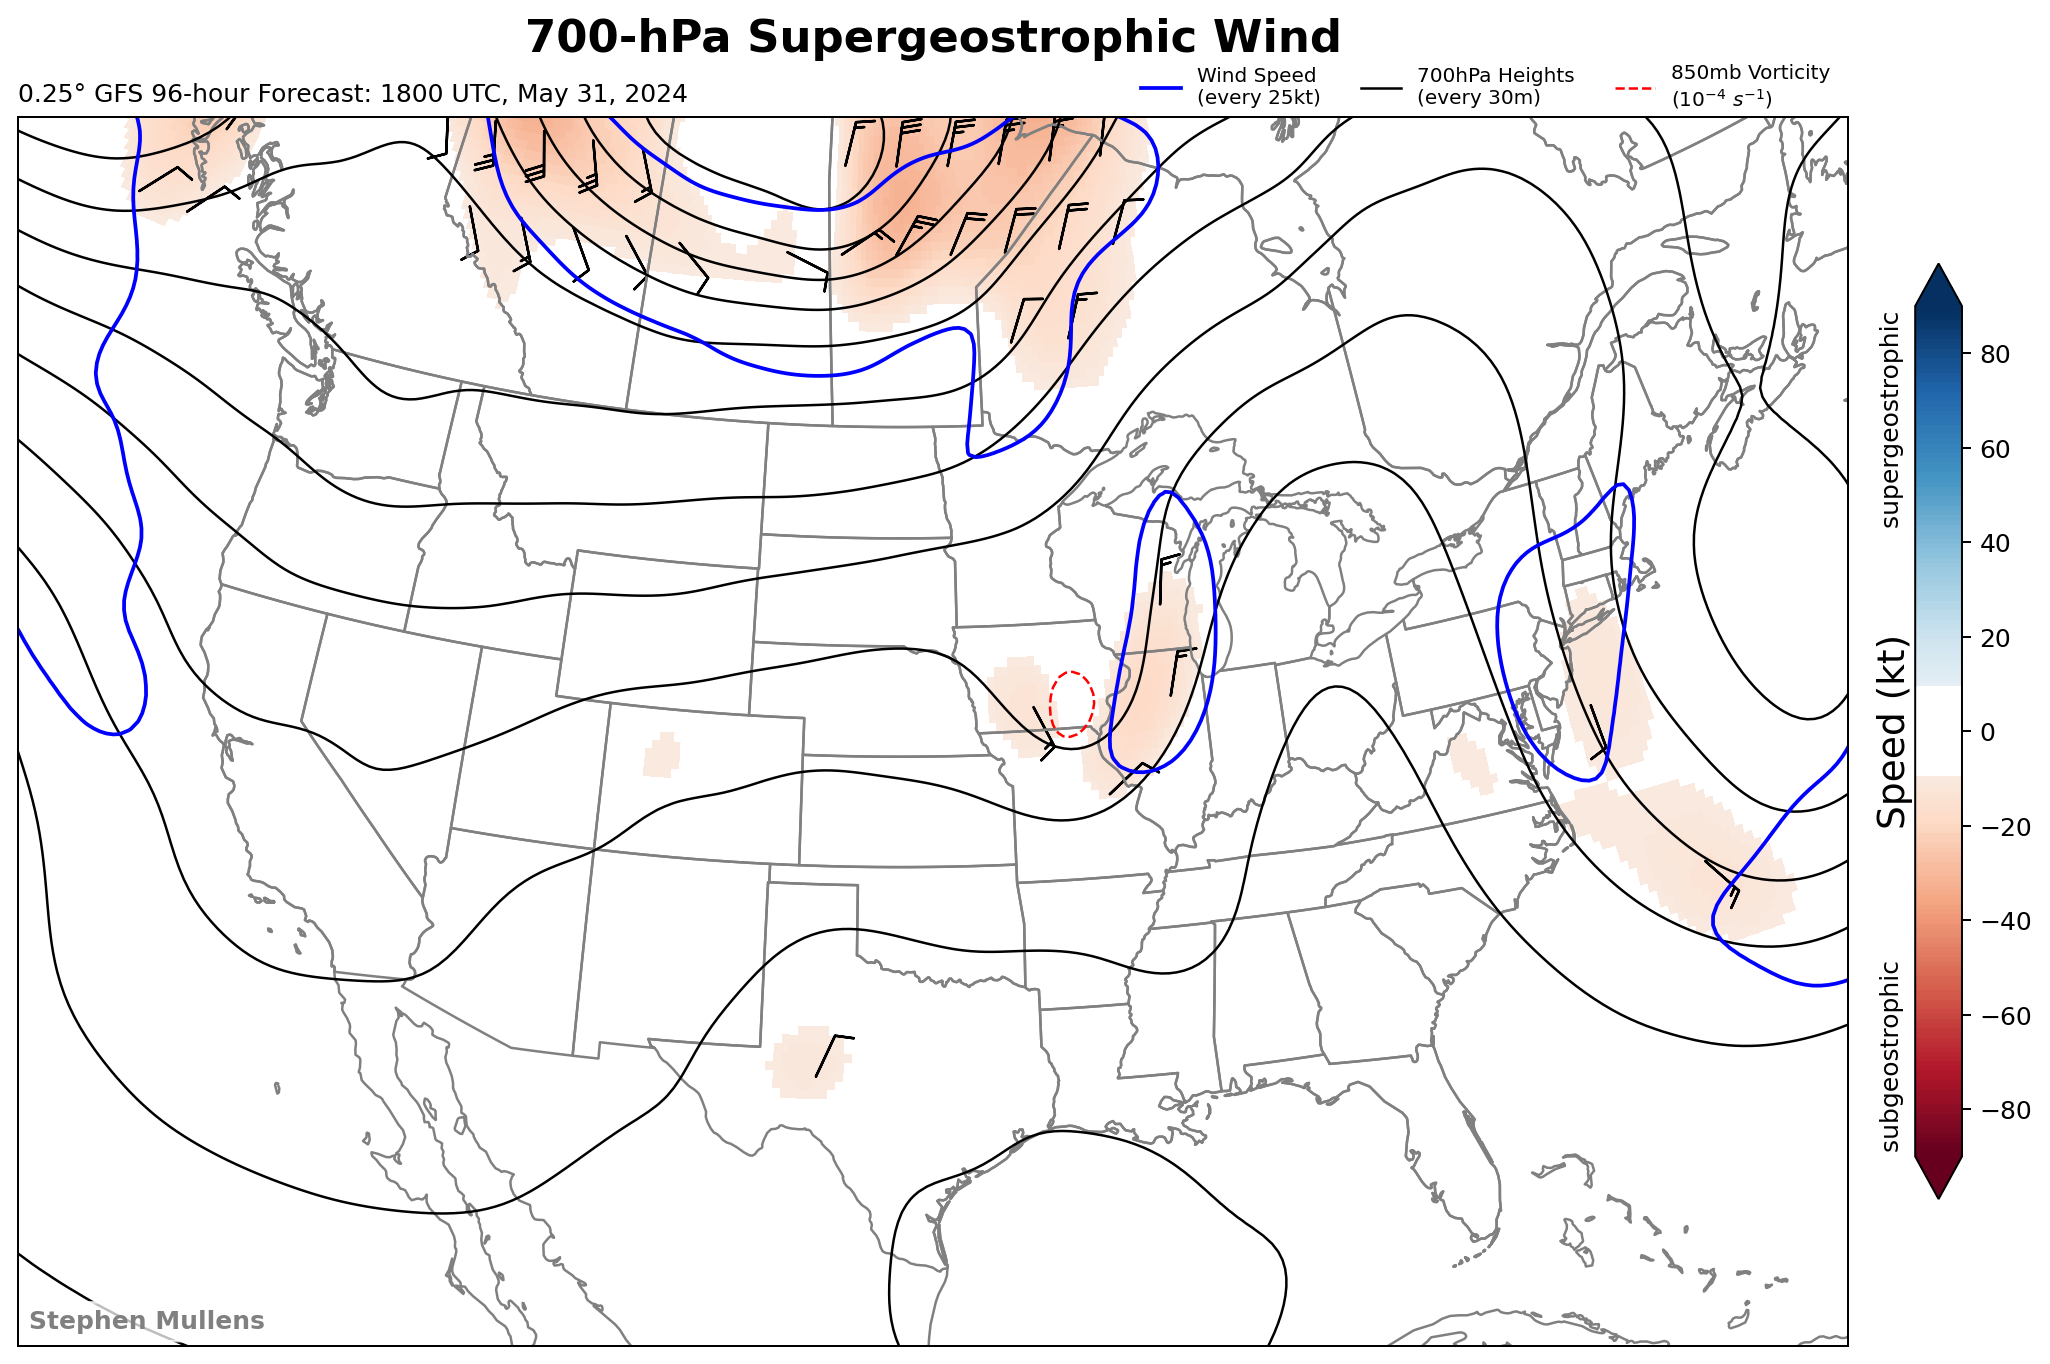 700-hPa Supergeostrophic Wind
0.25° GFS 96-hour Forecast: 1800 UTC, May 31, 2024
Wind Speed
(every 25kt)
700hPa Heights
(every 30m)
850mb Vorticity
(10⁻⁴ s⁻¹)
supergeostrophic
Speed (kt)
subgeostrophic
80
60
40
20
0
−20
−40
−60
−80
Stephen Mullens